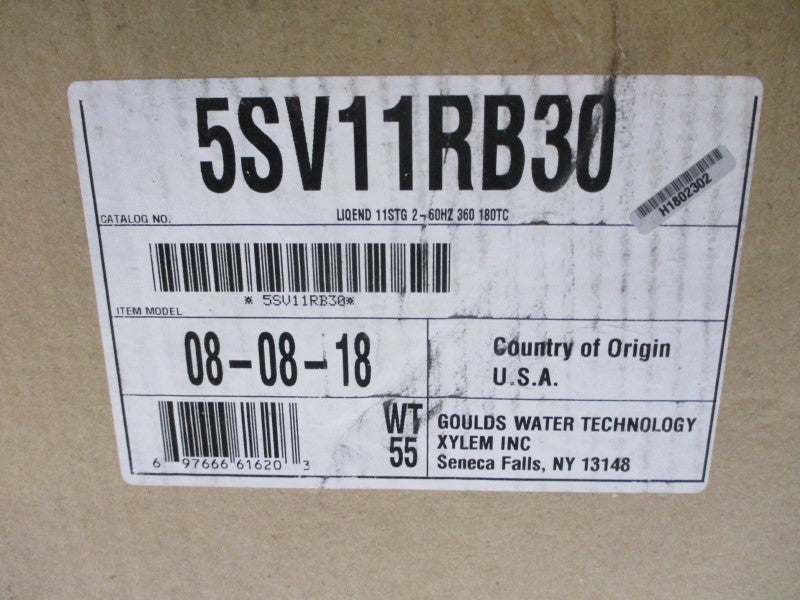 5SV11RB30
CATALOG NO.
LIQEND 11STG 2-60HZ 360 180TC
H1802302
* 5SV11RB30*
ITEM MODEL
08-08-18
Country of Origin
U.S.A.
6 97666 61620 3
WT
55
GOULDS WATER TECHNOLOGY
XYLEM INC
Seneca Falls, NY 13148